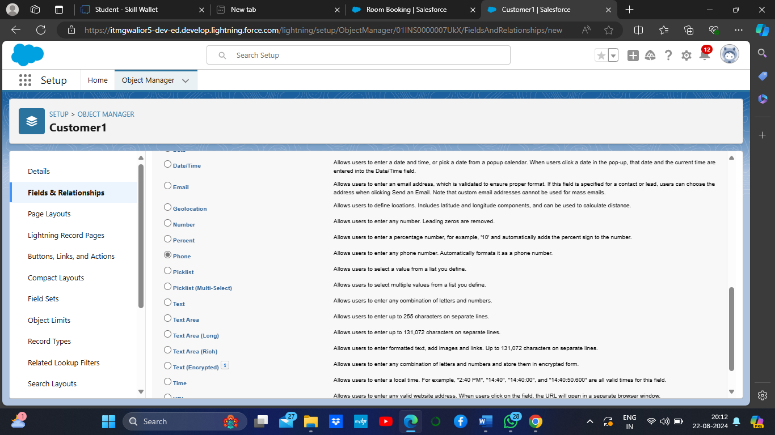 Student - Skill Wallet
New tab
Room Booking | Salesforce
Customer1 | Salesforce
https://itmgwalior5-dev-ed.develop.lightning.force.com/lightning/setup/ObjectManager/01INS0000007UkX/FieldsAndRelationships/new
Search Setup
12
Setup
Home
Object Manager
SETUP > OBJECT MANAGER
Customer1
Details
Fields & Relationships
Page Layouts
Lightning Record Pages
Buttons, Links, and Actions
Compact Layouts
Field Sets
Object Limits
Record Types
Related Lookup Filters
Search Layouts
Date/Time
Allows users to enter a date and time, or pick a date from a popup calendar. When users click a date in the pop-up, that date and the current time are
entered into the Date/Time field.
Email
Allows users to enter an email address, which is validated to ensure proper format. If this field is specified for a contact or lead, users can choose the
address when clicking Send an Email. Note that custom email addresses cannot be used for mass emails.
Geolocation
Allows users to define locations. Includes latitude and longitude components, and can be used to calculate distance.
Number
Allows users to enter any number. Leading zeros are removed.
Percent
Allows users to enter a percentage number, for example, '10' and automatically adds the percent sign to the number.
Phone
Allows users to enter any phone number. Automatically formats it as a phone number.
Picklist
Allows users to select a value from a list you define.
Picklist (Multi-Select)
Allows users to select multiple values from a list you define.
Text
Allows users to enter any combination of letters and numbers.
Text Area
Allows users to enter up to 255 characters on separate lines.
Text Area (Long)
Allows users to enter up to 131,072 characters on separate lines.
Text Area (Rich)
Allows users to enter formatted text, add images and links. Up to 131,072 characters on separate lines.
Text (Encrypted)
Allows users to enter any combination of letters and numbers and store them in encrypted form.
Time
Allows users to enter a local time. For example, "2:40 PM", "14:40", "14:40:00", and "14:40:50.600" are all valid times for this field.
Allows users to enter any valid website address. When users click on the field, the URL will open in a separate browser window.
Search
27
ENG
IN
20:12
22-08-2024